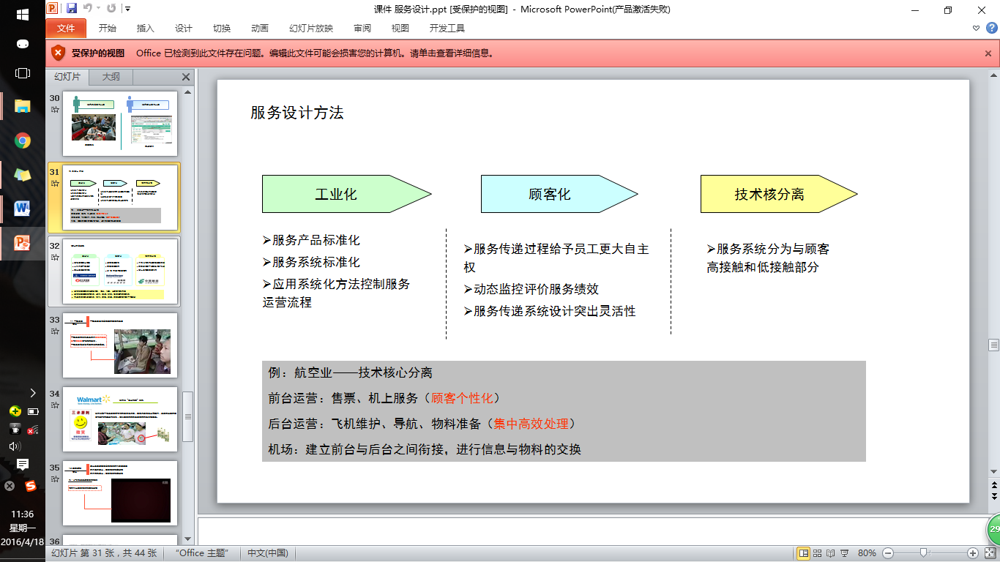 课件 服务设计.ppt [受保护的视图] - Microsoft PowerPoint(产品激活失败)
文件 开始 插入 设计 切换 动画 幻灯片放映 审阅 视图 开发工具
受保护的视图 Office 已检测到此文件存在问题。编辑此文件可能会损害您的计算机。请单击查看详细信息。
幻灯片 大纲
30
31
32
33
34
Walmart
三米原则
微笑
35
36
服务设计方法
工业化
顾客化
技术核分离
➢服务产品标准化
➢服务系统标准化
➢应用系统化方法控制服务
运营流程
➢服务传递过程给予员工更大自主
权
➢动态监控评价服务绩效
➢服务传递系统设计突出灵活性
➢服务系统分为与顾客
高接触和低接触部分
例：航空业——技术核心分离
前台运营：售票、机上服务（顾客个性化）
后台运营：飞机维护、导航、物料准备（集中高效处理）
机场：建立前台与后台之间衔接，进行信息与物料的交换
29
11:36
星期一
2016/4/18
幻灯片 第 31 张，共 44 张 “Office 主题” 中文(中国) 80%